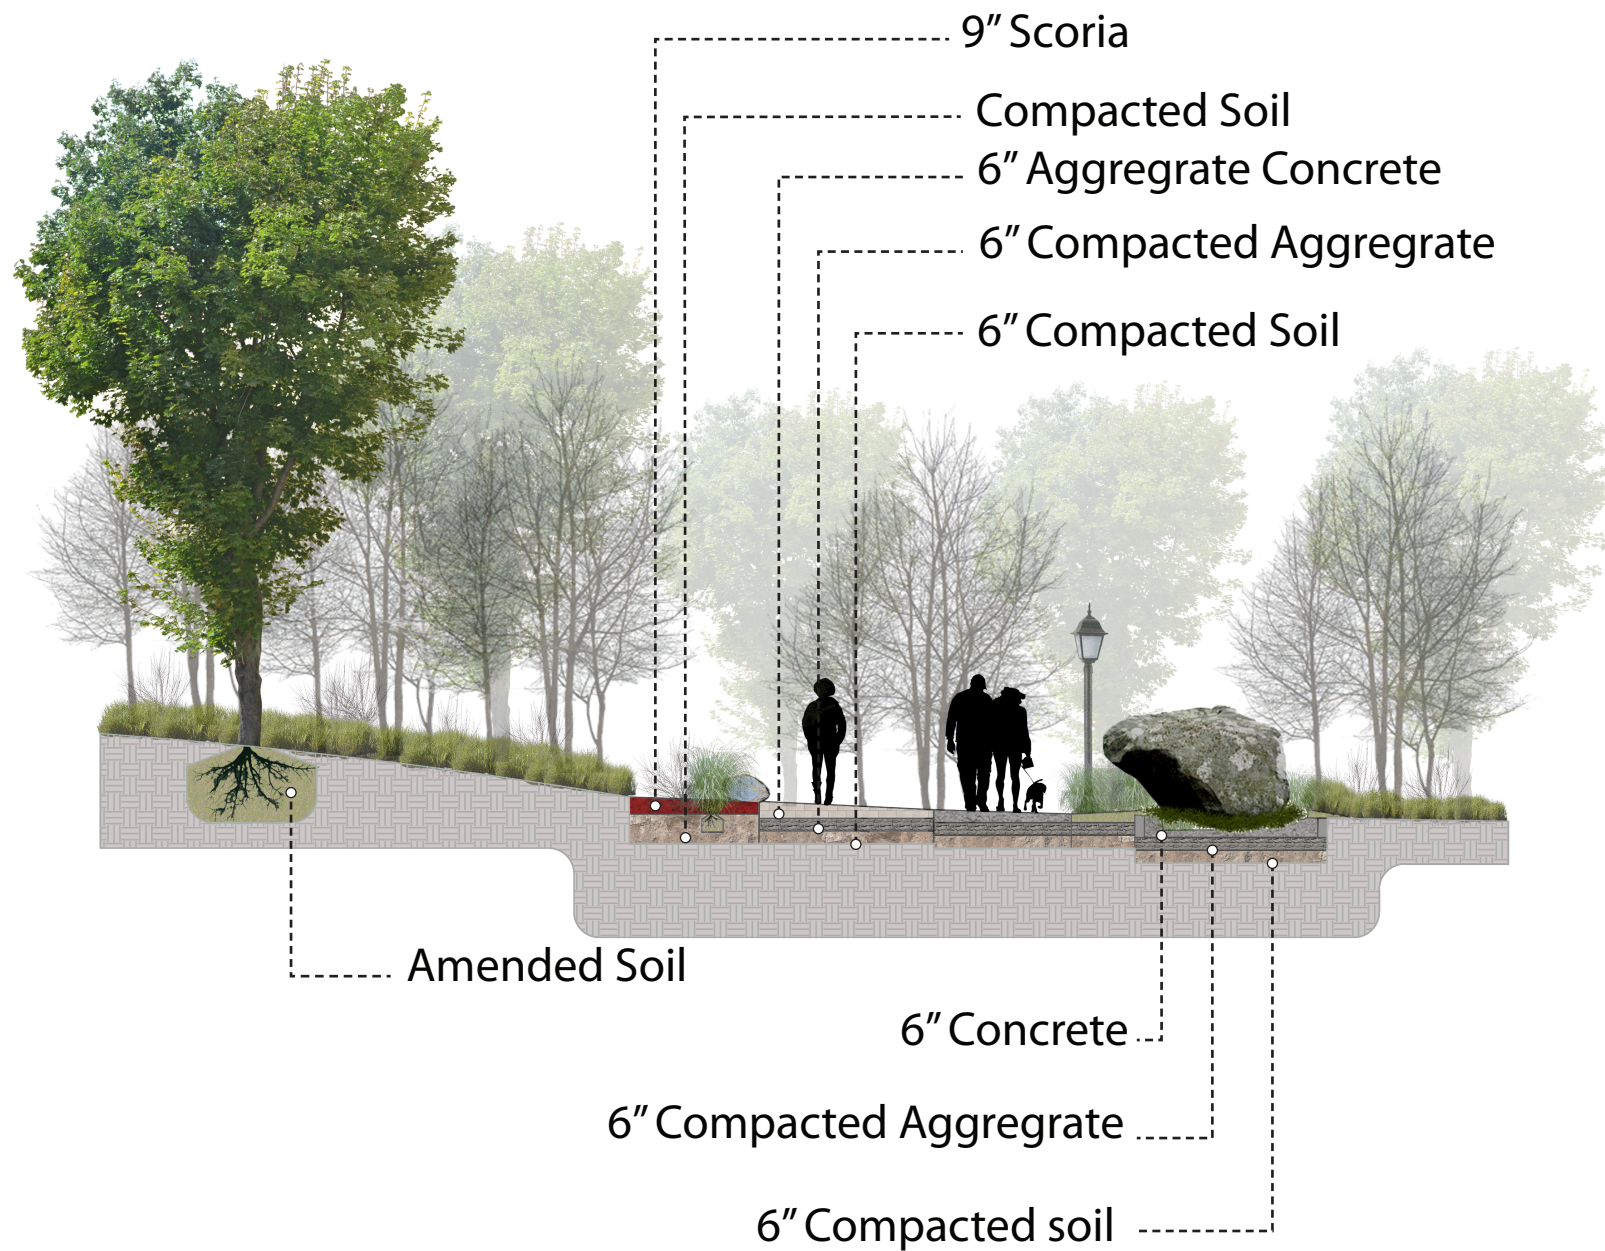 9” Scoria
Compacted Soil
6” Aggregrate Concrete
6” Compacted Aggregrate
6” Compacted Soil
Amended Soil
6” Concrete
6” Compacted Aggregrate
6” Compacted soil